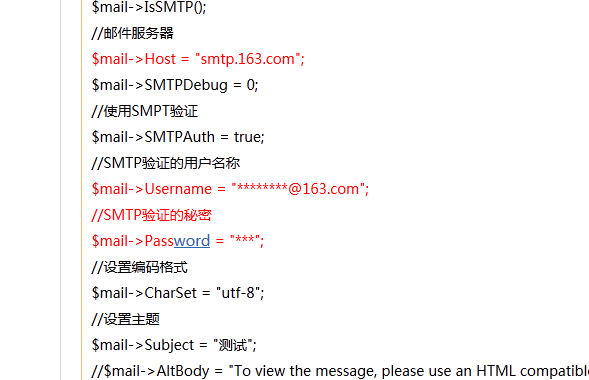 $mail->IsSMTP();
//邮件服务器
$mail->Host = "smtp.163.com";
$mail->SMTPDebug = 0;
//使用SMPT验证
$mail->SMTPAuth = true;
//SMTP验证的用户名称
$mail->Username = "********@163.com";
//SMTP验证的秘密
$mail->Password = "***";
//设置编码格式
$mail->CharSet = "utf-8";
//设置主题
$mail->Subject = "测试";
//$mail->AltBody = "To view the message, please use an HTML compatible